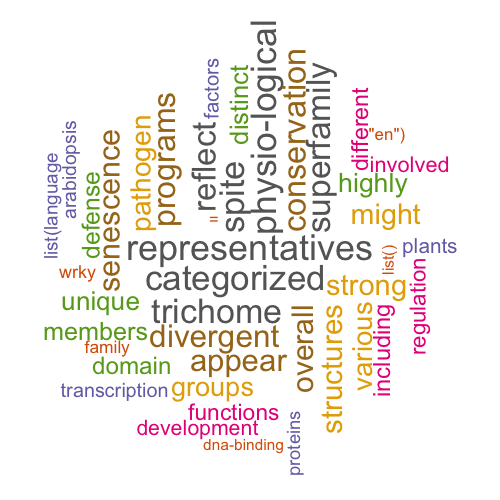 physio-logical
factors
distinct
conservation
superfamily
different
"en")
involved
highly
might
reflect
spite
=
programs
pathogen
senescence
defense
arabidopsis
list(language
representatives
plants
list()
wrky
categorized
strong
regulation
unique
trichome
members
divergent
overall
structures
various
including
family
domain
appear
transcription
groups
functions
development
dna-binding
proteins